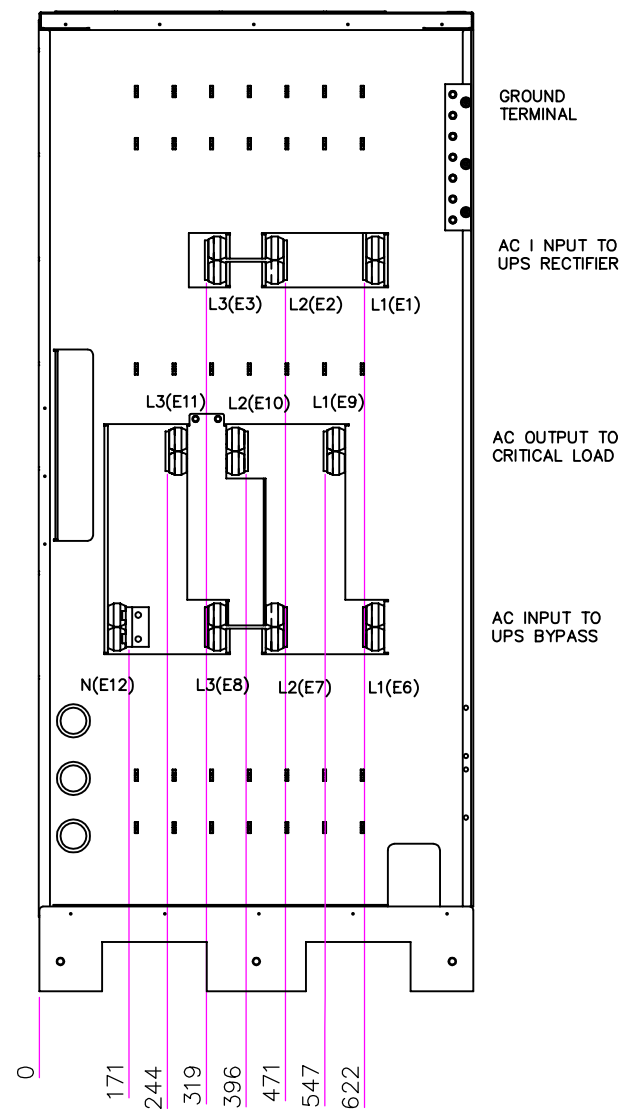 GROUND
TERMINAL
AC I NPUT TO
UPS RECTIFIER
L3(E3)
L2(E2)
L1(E1)
L3(E11)
L2(E10)
L1(E9)
AC OUTPUT TO
CRITICAL LOAD
AC INPUT TO
UPS BYPASS
N(E12)
L3(E8)
L2(E7)
L1(E6)
0
171
244
319
396
471
547
622